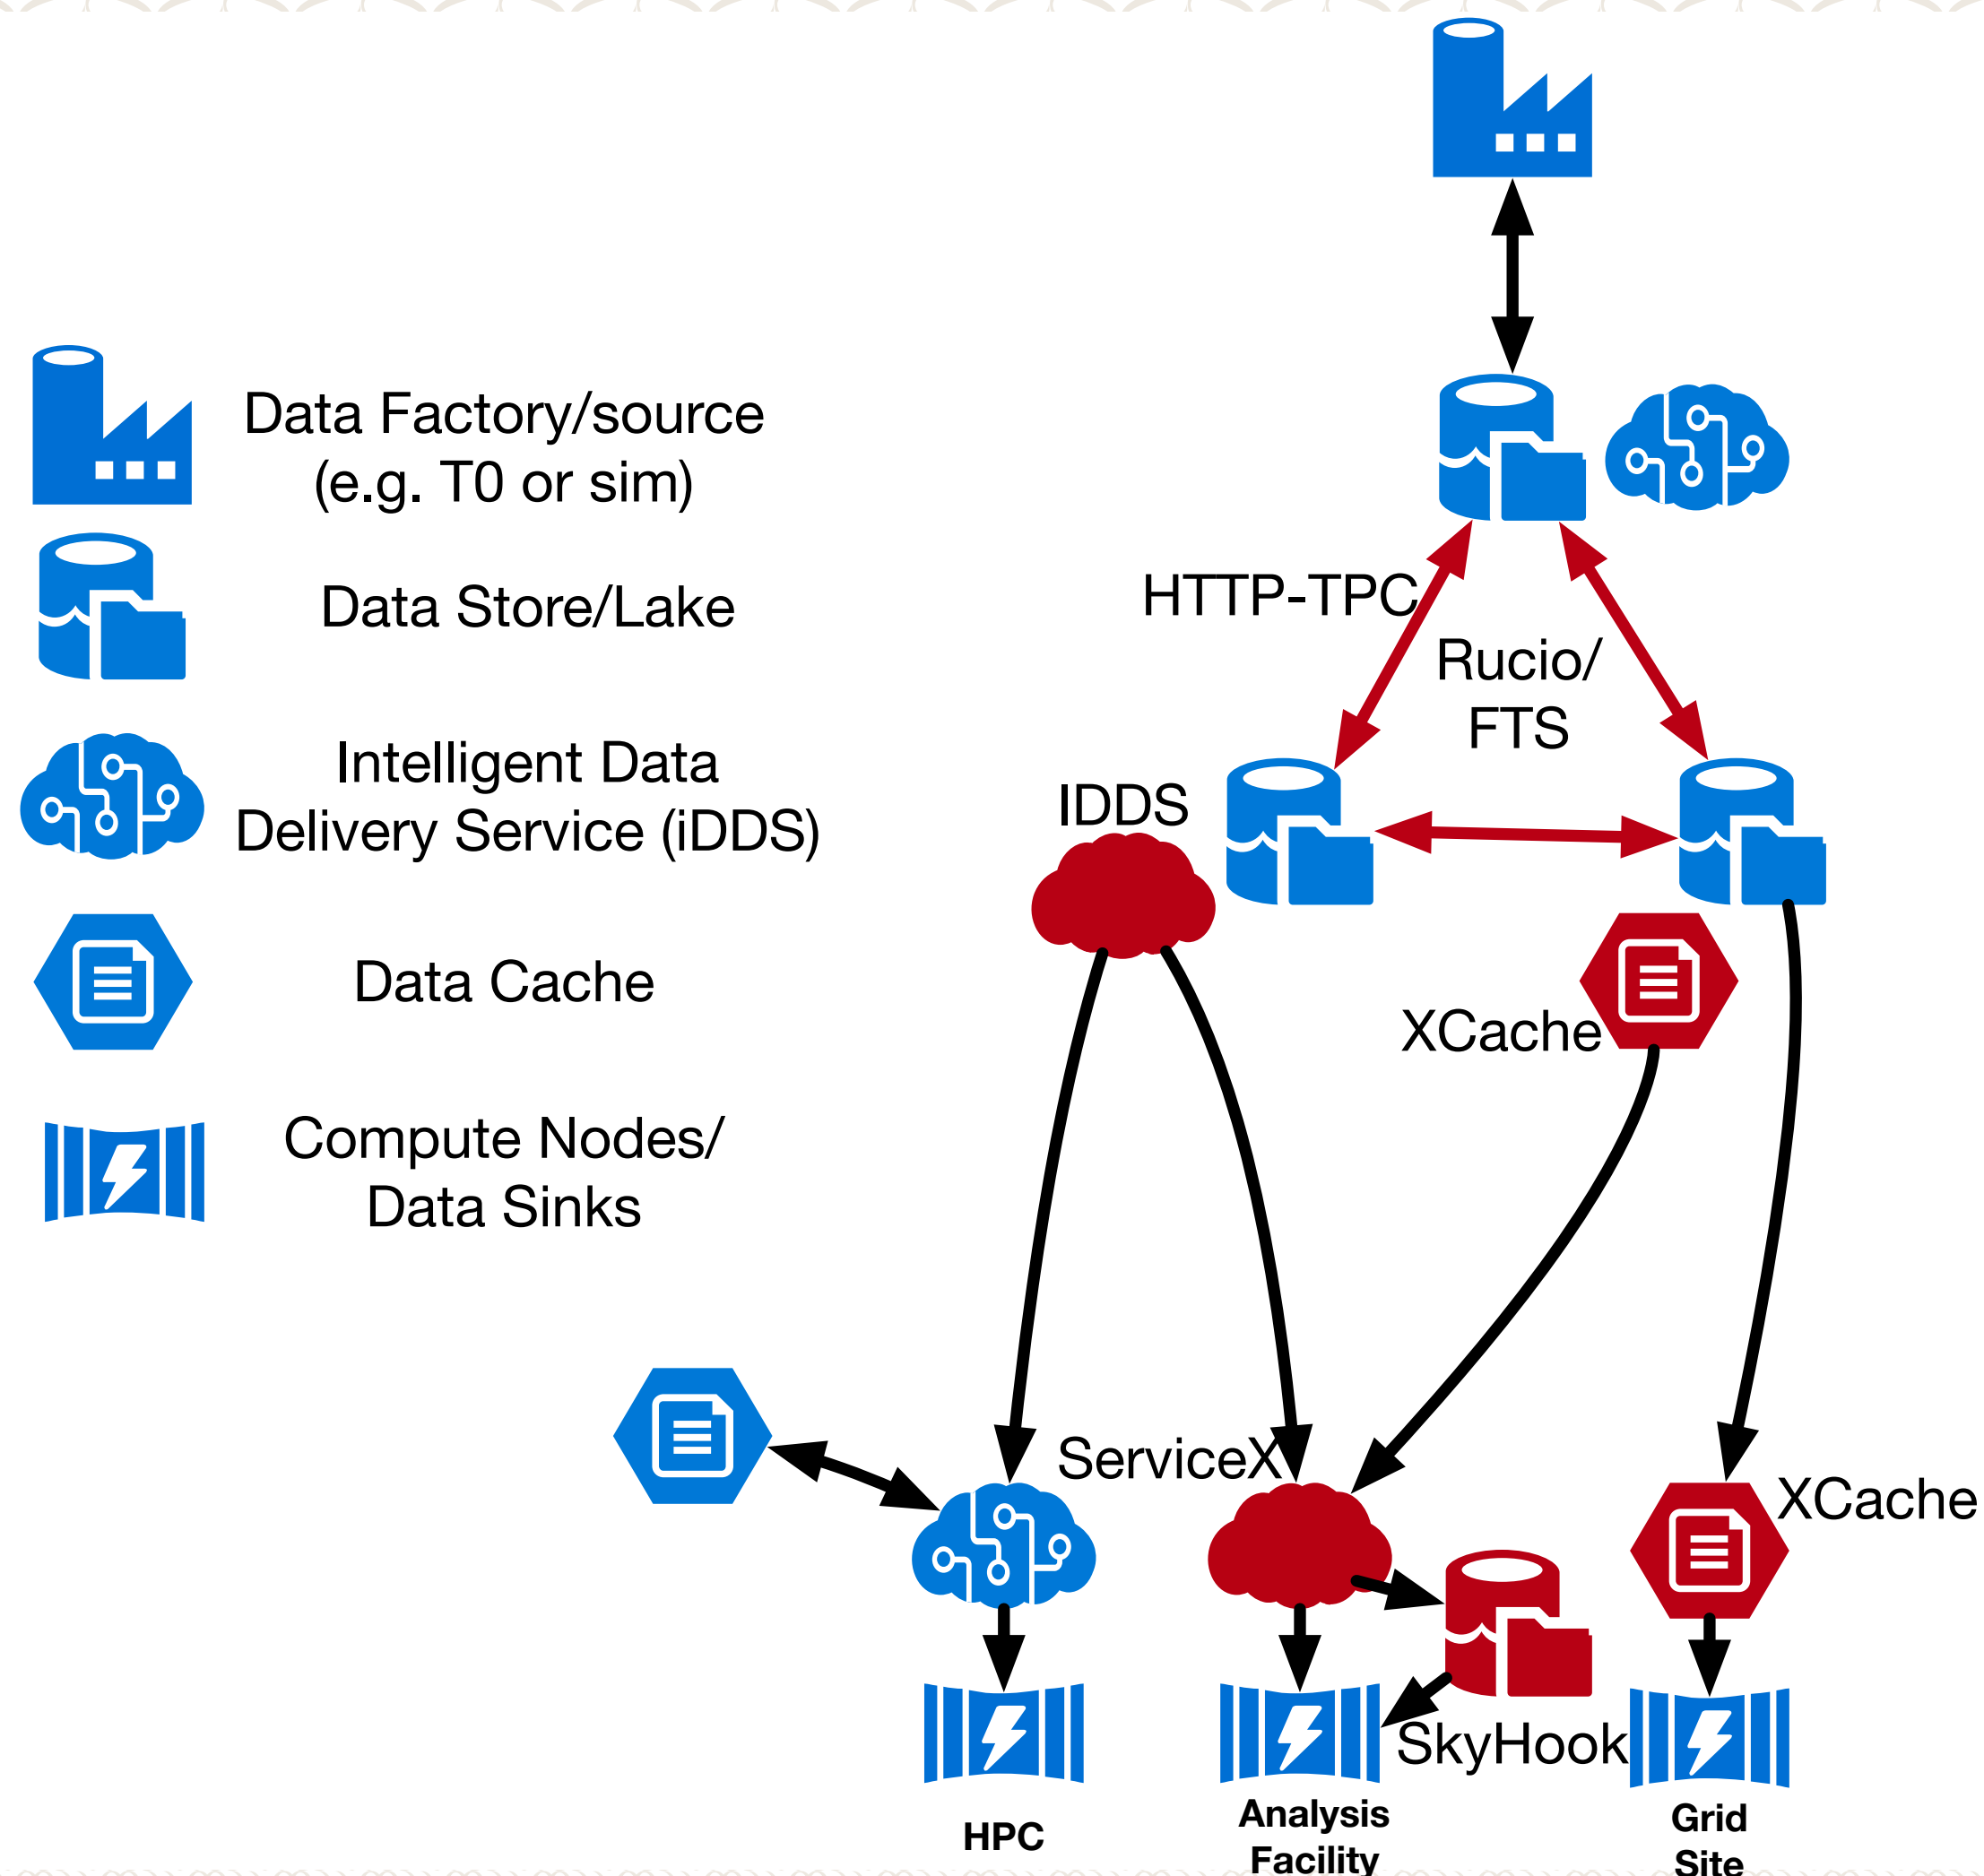 Data Factory/source
(e.g. T0 or sim)
Data Store/Lake
Intelligent Data
Delivery Service (iDDS)
Data Cache
Compute Nodes/
Data Sinks
HTTP-TPC
Rucio/
FTS
IDDS
XCache
ServiceX
XCache
SkyHook
HPC
Analysis
Facility
Grid
Site